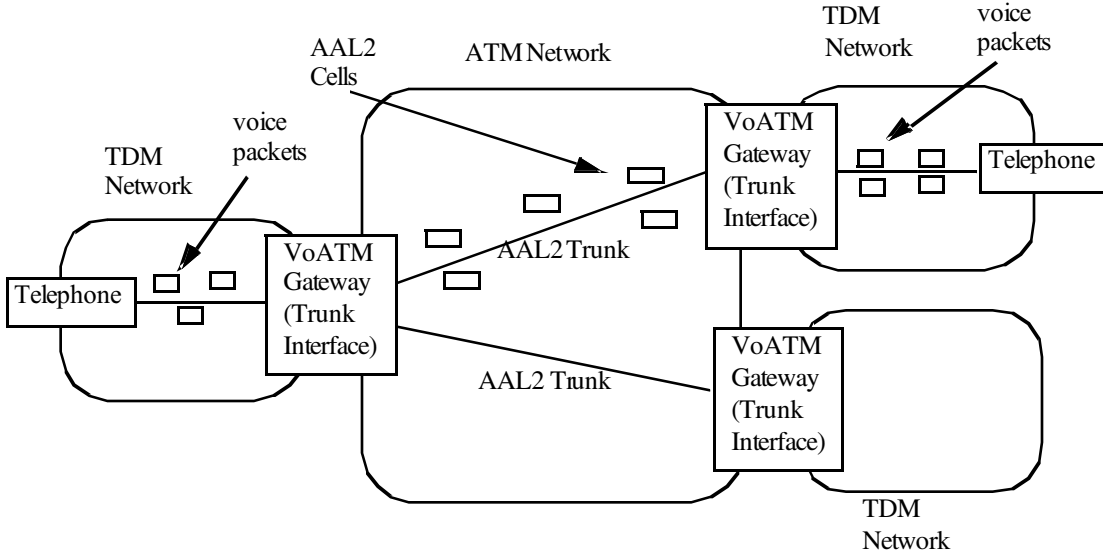 TDM
Network
voice
packets
AAL2
Cells
ATM Network
VoATM
Gateway
(Trunk
Interface)
Telephone
voice
packets
TDM
Network
AAL2 Trunk
VoATM
Gateway
(Trunk
Interface)
Telephone
VoATM
Gateway
(Trunk
Interface)
AAL2 Trunk
TDM
Network